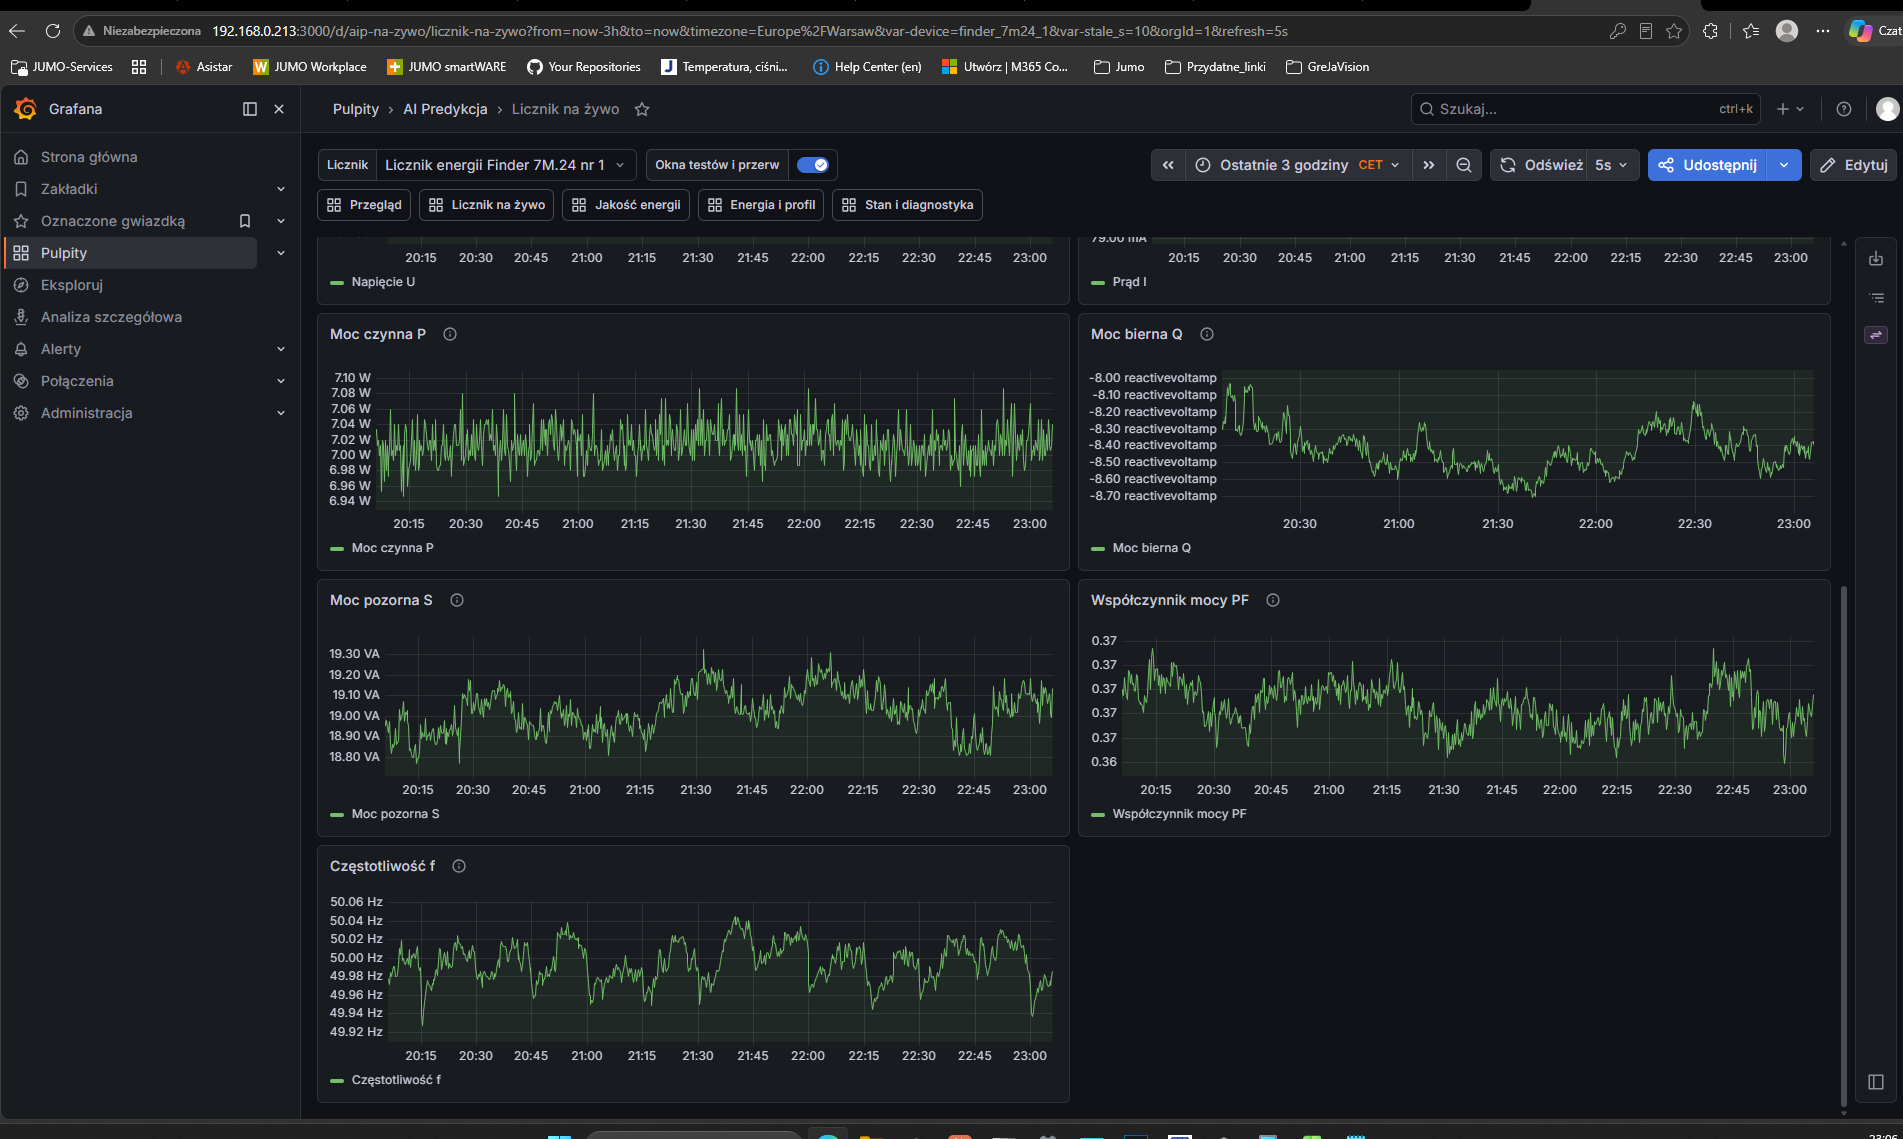 Niezabezpieczona 192.168.0.213:3000/d/aip-na-zywo/licznik-na-zywo?from=now-3h&to=now&timezone=Europe%2FWarsaw&var-device=finder_7m24_1&var-stale_s=10&orgId=1&refresh=5s Czat
JUMO-Services Asistar JUMO Workplace JUMO smartWARE Your Repositories Temperatura, ciśni... Help Center (en) Utwórz | M365 Co... Jumo Przydatne_linki GreJaVision
Grafana
Pulpity › AI Predykcja › Licznik na żywo
Szukaj... ctrl+k
Strona główna
Zakładki
Oznaczone gwiazdką
Pulpity
Eksploruj
Analiza szczegółowa
Alerty
Połączenia
Administracja
Licznik Licznik energii Finder 7M.24 nr 1 Okna testów i przerw Ostatnie 3 godziny CET Odśwież 5s Udostępnij Edytuj
Przegląd Licznik na żywo Jakość energii Energia i profil Stan i diagnostyka
20:15 20:30 20:45 21:00 21:15 21:30 21:45 22:00 22:15 22:30 22:45 23:00
Napięcie U
79.00 mA
20:15 20:30 20:45 21:00 21:15 21:30 21:45 22:00 22:15 22:30 22:45 23:00
Prąd I
Moc czynna P
7.10 W
7.08 W
7.06 W
7.04 W
7.02 W
7.00 W
6.98 W
6.96 W
6.94 W
20:15 20:30 20:45 21:00 21:15 21:30 21:45 22:00 22:15 22:30 22:45 23:00
Moc czynna P
Moc bierna Q
-8.00 reactivevoltamp
-8.10 reactivevoltamp
-8.20 reactivevoltamp
-8.30 reactivevoltamp
-8.40 reactivevoltamp
-8.50 reactivevoltamp
-8.60 reactivevoltamp
-8.70 reactivevoltamp
20:30 21:00 21:30 22:00 22:30 23:00
Moc bierna Q
Moc pozorna S
19.30 VA
19.20 VA
19.10 VA
19.00 VA
18.90 VA
18.80 VA
20:15 20:30 20:45 21:00 21:15 21:30 21:45 22:00 22:15 22:30 22:45 23:00
Moc pozorna S
Współczynnik mocy PF
0.37
0.37
0.37
0.37
0.37
0.36
20:15 20:30 20:45 21:00 21:15 21:30 21:45 22:00 22:15 22:30 22:45 23:00
Współczynnik mocy PF
Częstotliwość f
50.06 Hz
50.04 Hz
50.02 Hz
50.00 Hz
49.98 Hz
49.96 Hz
49.94 Hz
49.92 Hz
20:15 20:30 20:45 21:00 21:15 21:30 21:45 22:00 22:15 22:30 22:45 23:00
Częstotliwość f